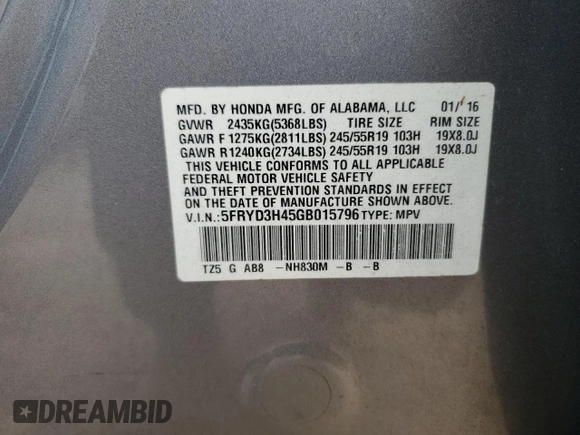 MFD. BY HONDA MFG. OF ALABAMA, LLC 01/16
GVWR 2435KG(5368LBS) TIRE SIZE RIM SIZE
GAWR F 1275KG(2811LBS) 245/55R19 103H 19X8.0J
GAWR R 1240KG(2734LBS) 245/55R19 103H 19X8.0J
THIS VEHICLE CONFORMS TO ALL APPLICABLE
FEDERAL MOTOR VEHICLE SAFETY
AND THEFT PREVENTION STANDARDS IN EFFECT
ON THE DATE OF MANUFACTURE SHOWN ABOVE.
V.I.N.: 5FRYD3H45GB015796 TYPE: MPV
TZ5 G AB8 -NH830M -B -B
DREAMBID